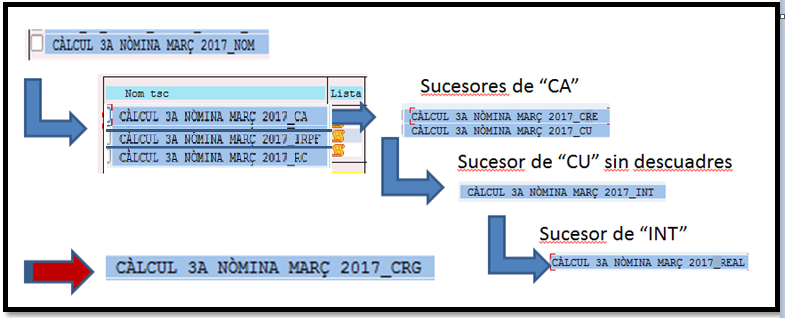 CÀLCUL 3A NÒMINA MARÇ 2017_NOM
Nom tsc Lista
CÀLCUL 3A NÒMINA MARÇ 2017_CA
CÀLCUL 3A NÒMINA MARÇ 2017_IRPF
CÀLCUL 3A NÒMINA MARÇ 2017_RC
Sucesores de “CA”
CÀLCUL 3A NÒMINA MARÇ 2017_CRE
CÀLCUL 3A NÒMINA MARÇ 2017_CU
Sucesor de “CU” sin descuadres
CÀLCUL 3A NÒMINA MARÇ 2017_INT
Sucesor de “INT”
CÀLCUL 3A NÒMINA MARÇ 2017_REAL
CÀLCUL 3A NÒMINA MARÇ 2017_CRG